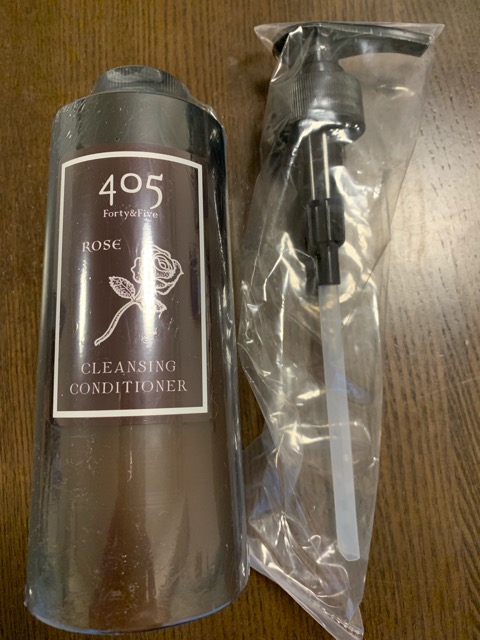 405
Forty&Five
ROSE
CLEANSING
CONDITIONER